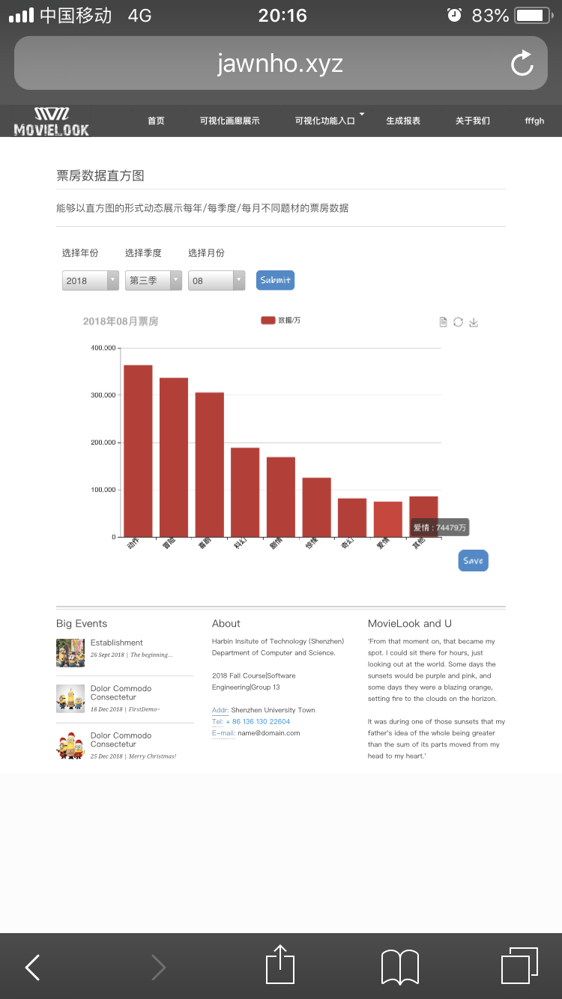 中国移动 4G 20:16 83%
jawnho.xyz
MOVIELOOK 首页 可视化画廊展示 可视化功能入口 生成报表 关于我们 fffgh
票房数据直方图
能够以直方图的形式动态展示每年/每季度/每月不同题材的票房数据
选择年份 选择季度 选择月份
2018 第三季 08 Submit
2018年08月票房 数据/万
400,000
300,000
200,000
100,000
0
动作 冒险 喜剧 科幻 剧情 惊悚 奇幻 爱情 其他
爱情 : 74479万
Save
Big Events
Establishment
26 Sept 2018 | The beginning...
Dolor Commodo
Consectetur
18 Dec 2018 | FirstDemo~
Dolor Commodo
Consectetur
25 Dec 2018 | Merry Christmas!
About
Harbin Insitute of Technology (Shenzhen)
Department of Computer and Science.
2018 Fall Course|Software
Engineering|Group 13
Addr: Shenzhen University Town
Tel: + 86 136 130 22604
E-mail: name@domain.com
MovieLook and U
'From that moment on, that became my
spot. I could sit there for hours, just
looking out at the world. Some days the
sunsets would be purple and pink, and
some days they were a blazing orange,
setting fire to the clouds on the horizon.
It was during one of those sunsets that my
father's idea of the whole being greater
than the sum of its parts moved from my
head to my heart.'